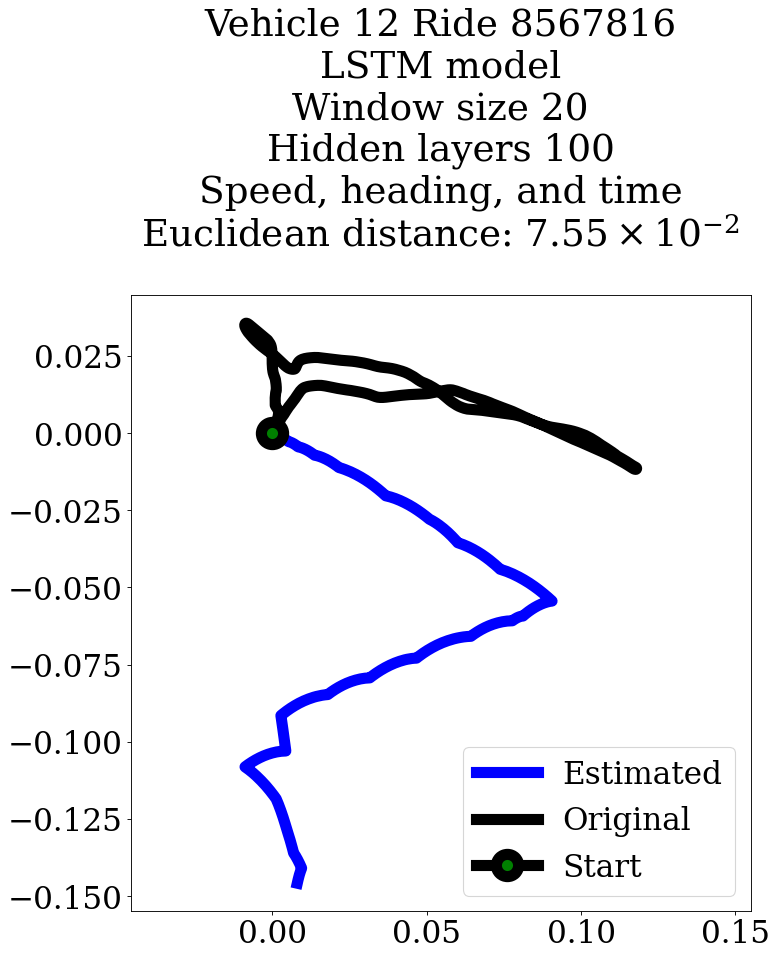 Vehicle 12 Ride 8567816
LSTM model
Window size 20
Hidden layers 100
Speed, heading, and time
Euclidean distance: 7.55 × 10⁻²
0.025
0.000
−0.025
−0.050
−0.075
−0.100
−0.125
−0.150
Estimated
Original
Start
0.00 0.05 0.10 0.15